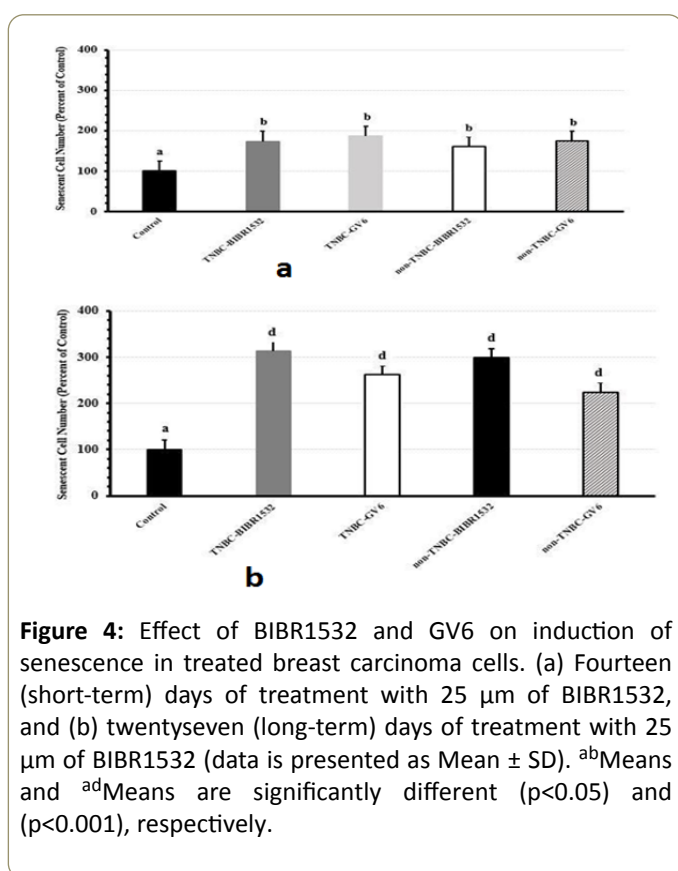 400
300
200
100
0
Senescent Cell Number (Percent of Control)
a
b
b
b
b
Control
TNBC-BIBR1532
TNBC-GV6
non-TNBC-BIBR1532
non-TNBC-GV6
a
400
300
200
100
0
Senescent Cell Number (Percent of Control)
a
d
d
d
d
Control
TNBC-BIBR1532
TNBC-GV6
non-TNBC-BIBR1532
non-TNBC-GV6
b
Figure 4: Effect of BIBR1532 and GV6 on induction of
senescence in treated breast carcinoma cells. (a) Fourteen
(short-term) days of treatment with 25 μm of BIBR1532,
and (b) twentyseven (long-term) days of treatment with 25
μm of BIBR1532 (data is presented as Mean ± SD). abMeans
and adMeans are significantly different (p<0.05) and
(p<0.001), respectively.